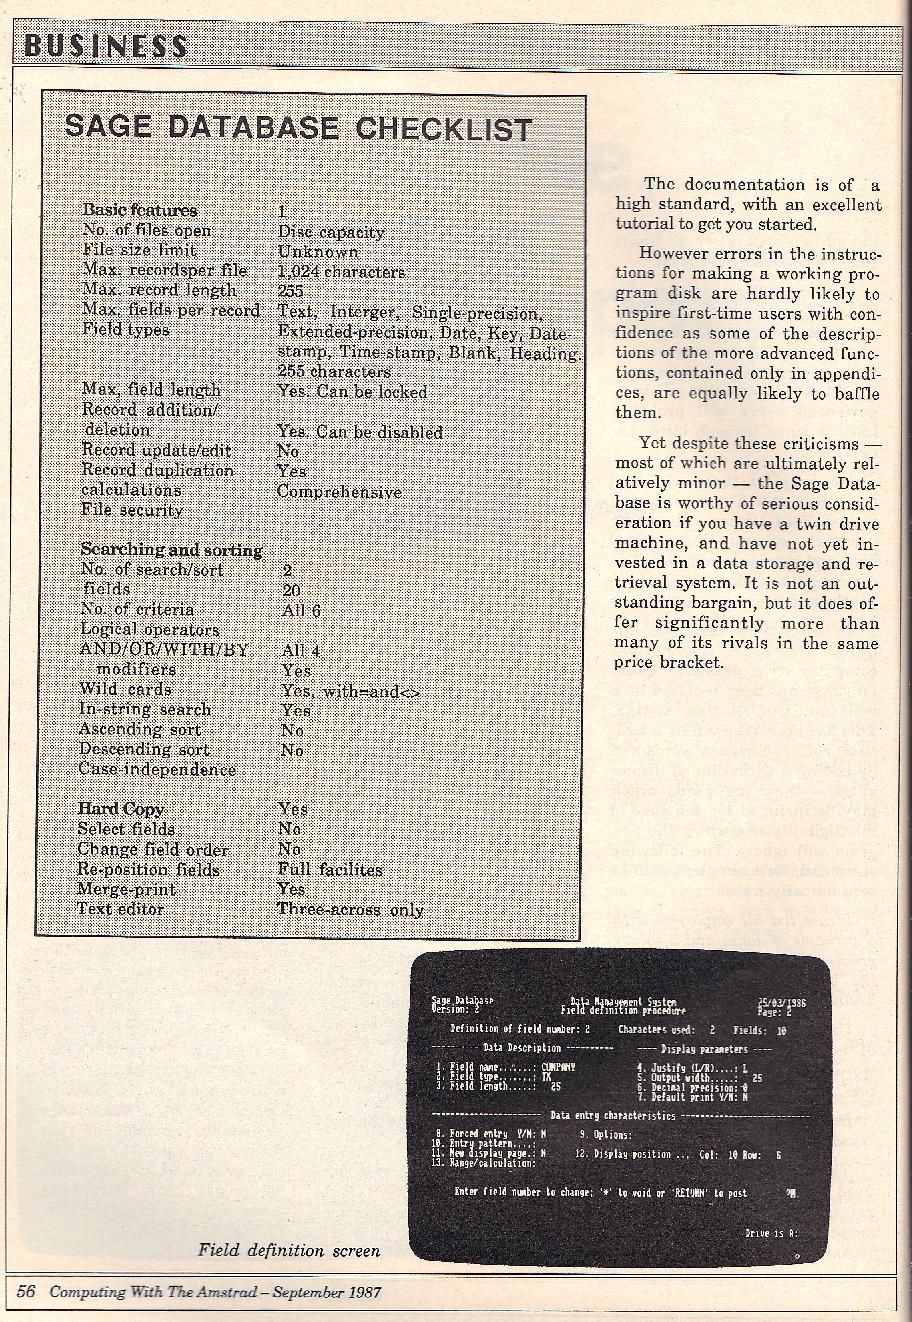 BUSINESS
SAGE DATABASE CHECKLIST
Basic features 1
No. of files open Disc capacity
File size limit Unknown
Max. recordsper file 1,024 characters
Max. record length 255
Max. fields per record Text, Interger, Single-precision,
Field types Extended-precision, Date, Key, Date-
stamp, Time-stamp, Blank, Heading.
255 characters
Max, field length Yes. Can be locked
Record addition/
deletion Yes. Can be disabled
Record update/edit No
Record duplication Yes
calculations Comprehensive
File security
Searching and sorting
No. of search/sort 2
fields 20
No. of criteria All 6
Logical operators
AND/OR/WITH/BY All 4
modifiers Yes
Wild cards Yes, with=and<>
In-string search Yes
Ascending sort No
Descending sort No
Case-independence
Hard Copy Yes
Select fields No
Change field order No
Re-position fields Full facilites
Merge-print Yes
Text editor Three-across only
The documentation is of a
high standard, with an excellent
tutorial to get you started.
However errors in the instruc-
tions for making a working pro-
gram disk are hardly likely to
inspire first-time users with con-
fidence as some of the descrip-
tions of the more advanced func-
tions, contained only in appendi-
ces, are equally likely to baffle
them.
Yet despite these criticisms —
most of which are ultimately rel-
atively minor — the Sage Data-
base is worthy of serious consid-
eration if you have a twin drive
machine, and have not yet in-
vested in a data storage and re-
trieval system. It is not an out-
standing bargain, but it does of-
fer significantly more than
many of its rivals in the same
price bracket.
Sage Database Data Management System 25/03/1986
Version: 2 Field definition procedure Page: 2
Definition of field number: 2 Characters used: 2 Fields: 10
------ Data Description ---------- ---- Display parameters ----
1. Field name.......: COMPANY 4. Justify (L/R)....: L
2. Field type.......: TX 5. Output width.....: 25
3. Field length.....: 25 6. Decimal precision: 0
7. Default print Y/N: N
---------------------- Data entry characteristics --------------------------
8. Forced entry Y/N: N 9. Options:
10. Entry pattern....:
11. New display page.: N 12. Display position ... Col: 10 Row: 6
13. Range/calculation:
Enter field number to change; '*' to void or 'RETURN' to post
Drive is A:
Field definition screen
56 Computing With The Amstrad – September 1987